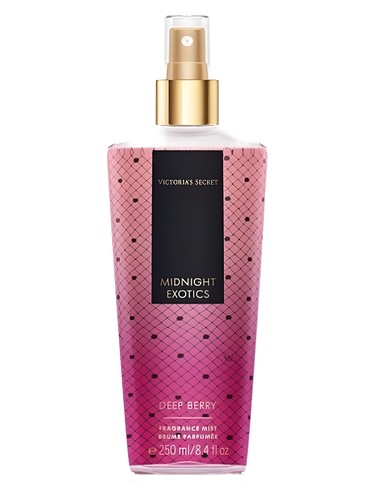 VICTORIA'S SECRET
MIDNIGHT
EXOTICS
DEEP BERRY
FRAGRANCE MIST
BRUME PARFUMÉE
℮ 250 ml/8.4 fl oz